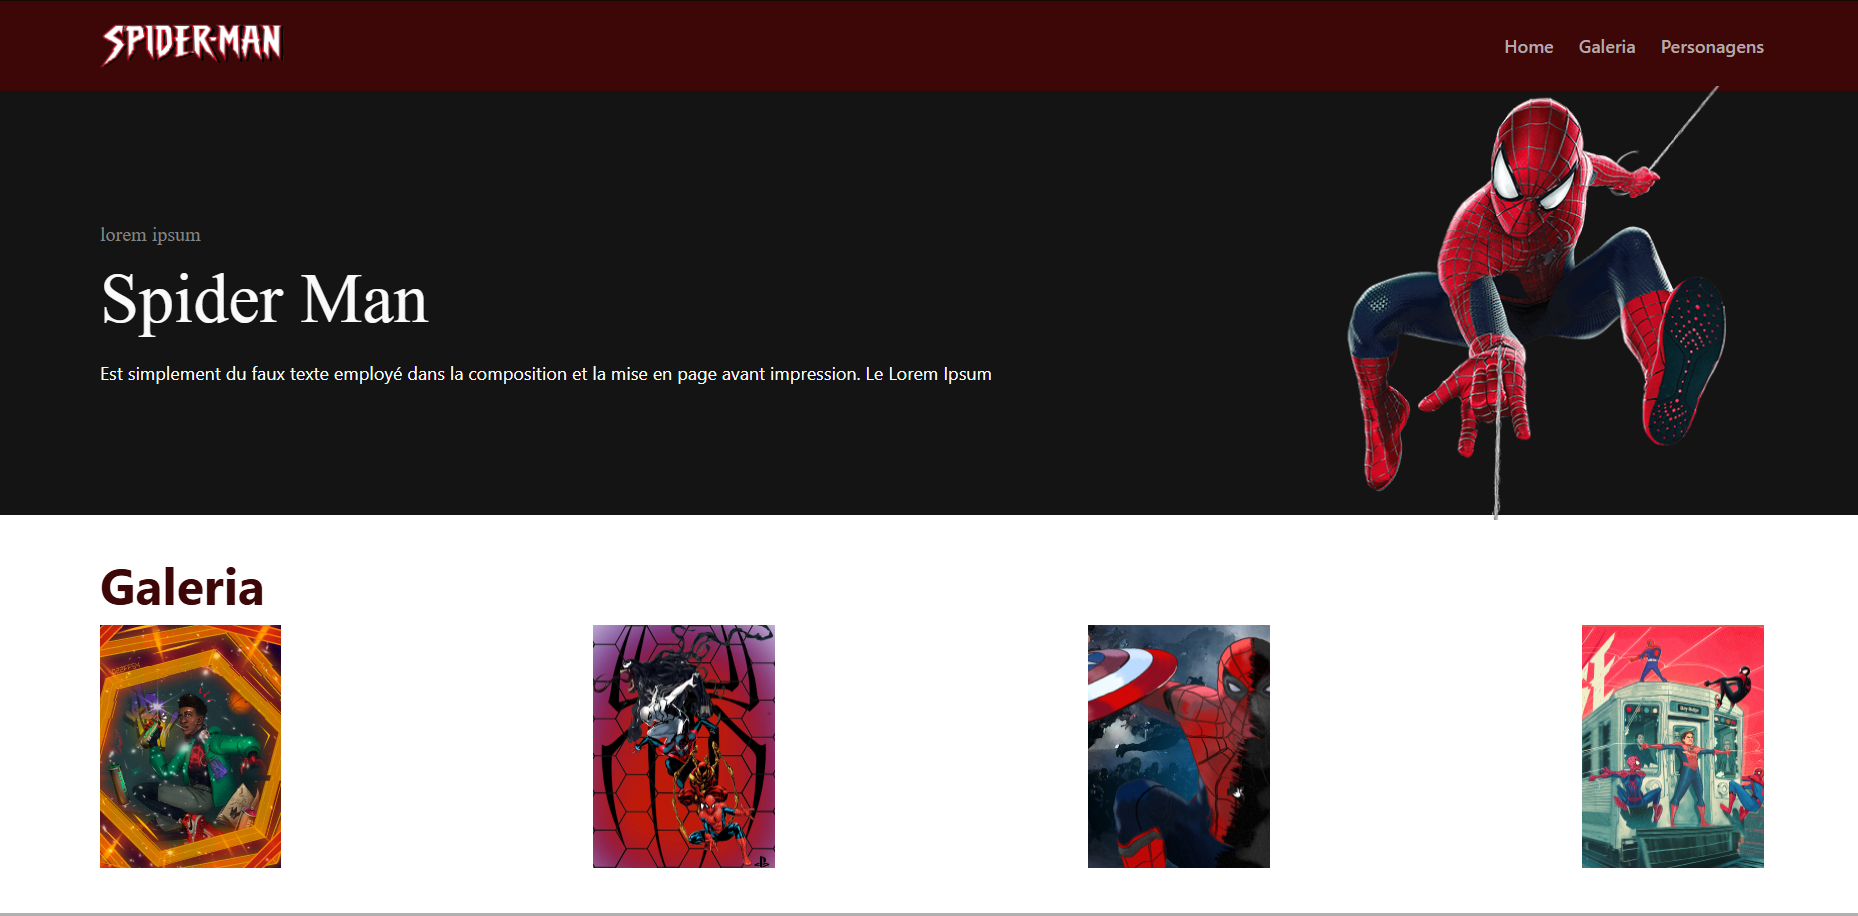 SPIDER-MAN
Home Galeria Personagens
lorem ipsum
Spider Man
Est simplement du faux texte employé dans la composition et la mise en page avant impression. Le Lorem Ipsum
Galeria